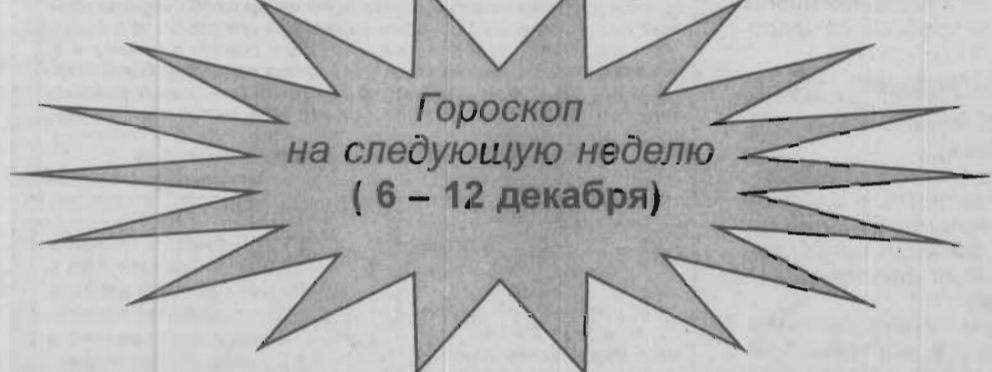 Гороскоп
на следующую неделю
( 6 – 12 декабря)